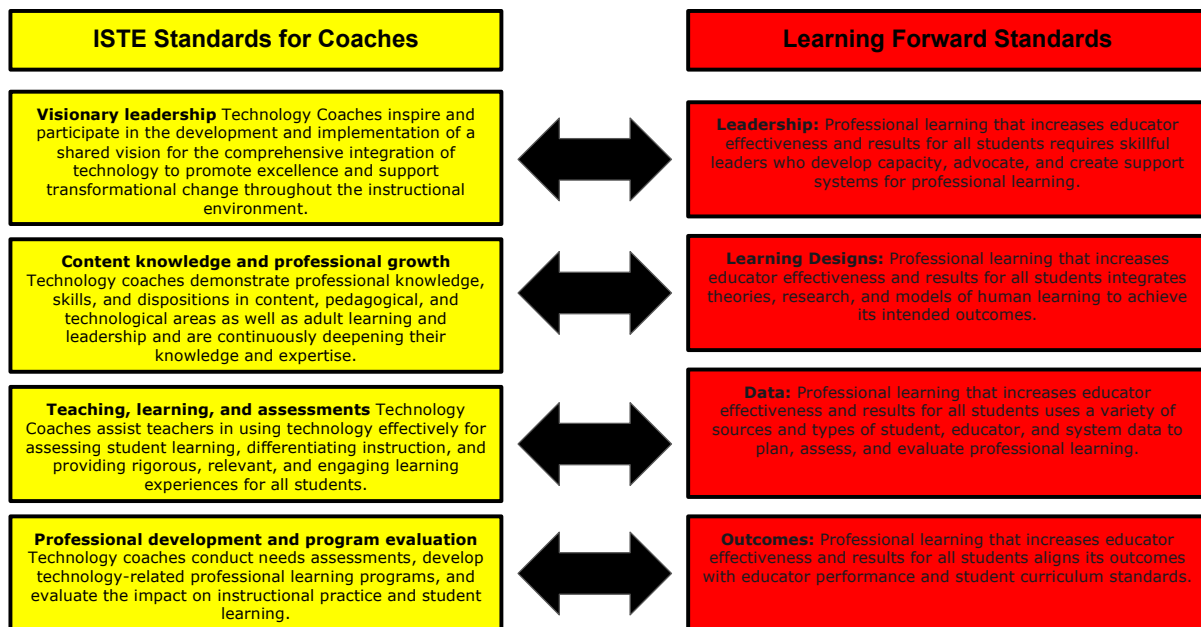 ISTE Standards for Coaches
Learning Forward Standards
Visionary leadership Technology Coaches inspire and
participate in the development and implementation of a
shared vision for the comprehensive integration of
technology to promote excellence and support
transformational change throughout the instructional
environment.
Leadership: Professional learning that increases educator
effectiveness and results for all students requires skillful
leaders who develop capacity, advocate, and create support
systems for professional learning.
Content knowledge and professional growth
Technology coaches demonstrate professional knowledge,
skills, and dispositions in content, pedagogical, and
technological areas as well as adult learning and
leadership and are continuously deepening their
knowledge and expertise.
Learning Designs: Professional learning that increases
educator effectiveness and results for all students integrates
theories, research, and models of human learning to achieve
its intended outcomes.
Teaching, learning, and assessments Technology
Coaches assist teachers in using technology effectively for
assessing student learning, differentiating instruction, and
providing rigorous, relevant, and engaging learning
experiences for all students.
Data: Professional learning that increases educator
effectiveness and results for all students uses a variety of
sources and types of student, educator, and system data to
plan, assess, and evaluate professional learning.
Professional development and program evaluation
Technology coaches conduct needs assessments, develop
technology-related professional learning programs, and
evaluate the impact on instructional practice and student
learning.
Outcomes: Professional learning that increases educator
effectiveness and results for all students aligns its outcomes
with educator performance and student curriculum standards.